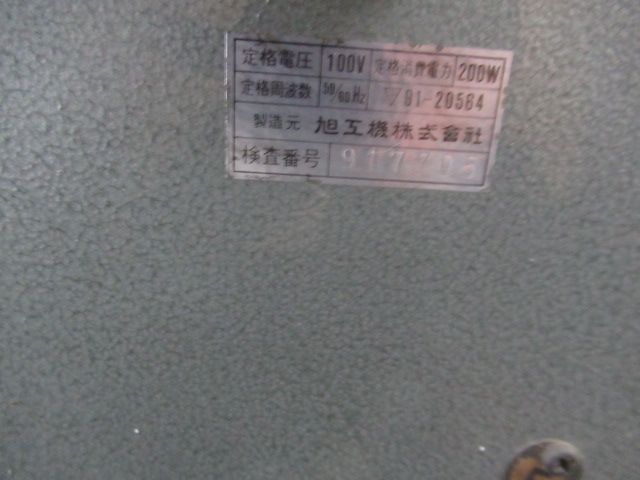 定格電圧 100V 定格消費電力 200W
定格周波数 50/60Hz ▽91-20584
製造元 旭工機株式會社
検査番号